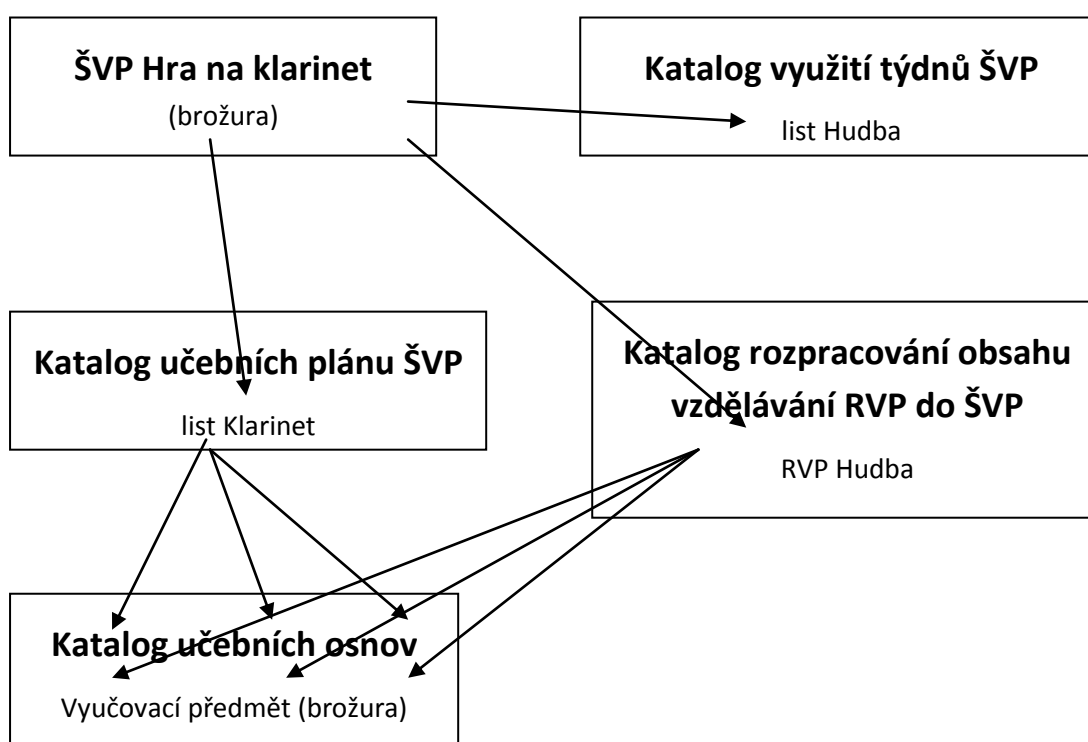 ŠVP Hra na klarinet
(brožura)
Katalog využití týdnů ŠVP
list Hudba
Katalog učebních plánu ŠVP
list Klarinet
Katalog rozpracování obsahu
vzdělávání RVP do ŠVP
RVP Hudba
Katalog učebních osnov
Vyučovací předmět (brožura)